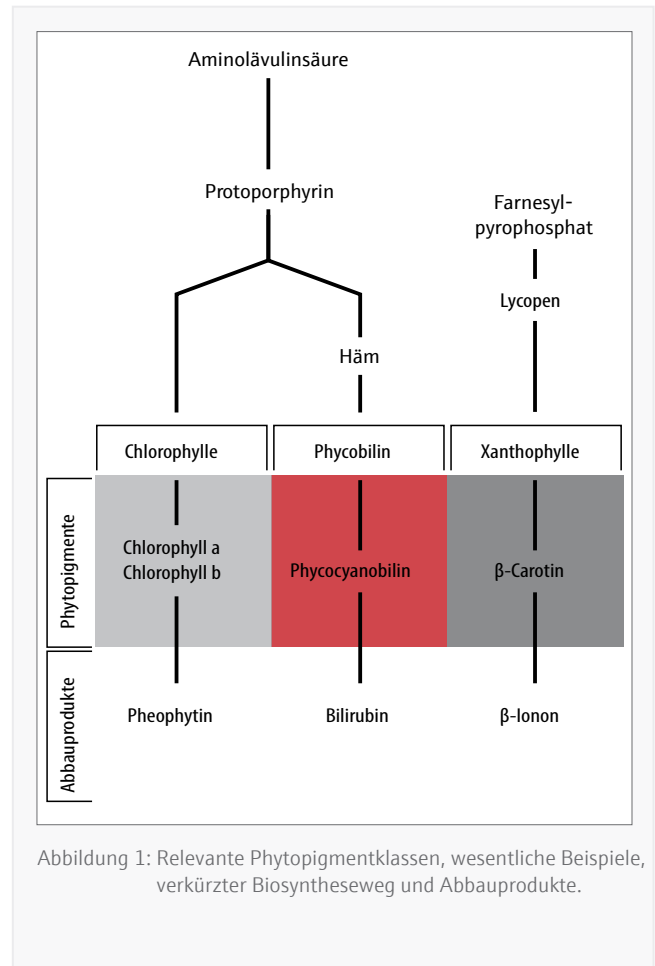 Aminolävulinsäure
Protoporphyrin
Farnesyl-
pyrophosphat
Lycopen
Häm
Chlorophylle
Phycobilin
Xanthophylle
Phytopigmente
Chlorophyll a
Chlorophyll b
Phycocyanobilin
β-Carotin
Abbauprodukte
Pheophytin
Bilirubin
β-Ionon
Abbildung 1: Relevante Phytopigmentklassen, wesentliche Beispiele,
verkürzter Biosyntheseweg und Abbauprodukte.